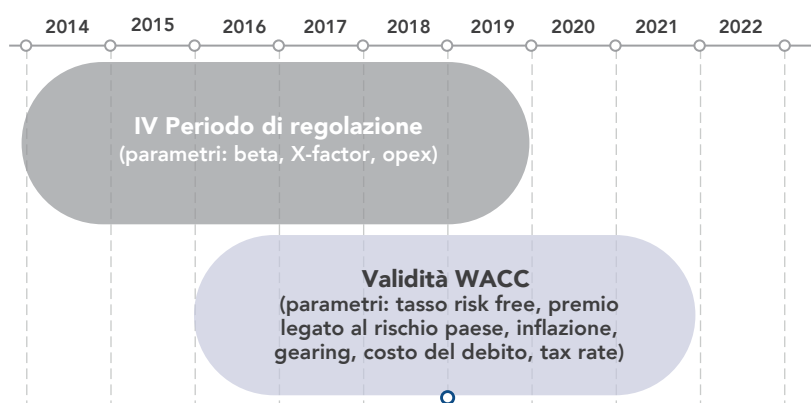 2014 2015 2016 2017 2018 2019 2020 2021 2022
IV Periodo di regolazione
(parametri: beta, X-factor, opex)
Validità WACC
(parametri: tasso risk free, premio
legato al rischio paese, inflazione,
gearing, costo del debito, tax rate)